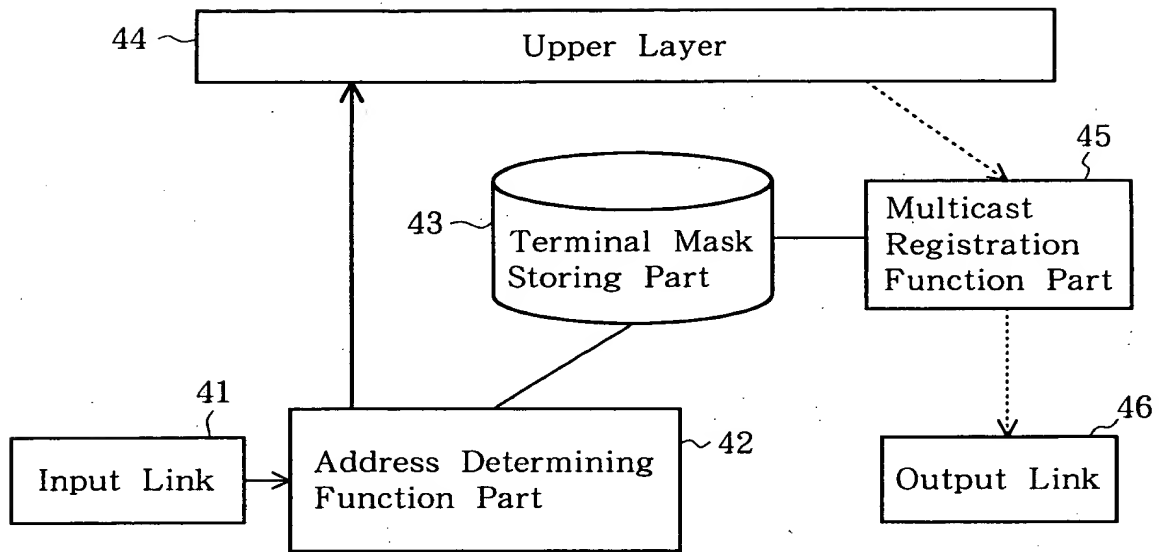 44
Upper Layer
45
43
Terminal Mask
Storing Part
Multicast
Registration
Function Part
41
42
46
Input Link
Address Determining
Function Part
Output Link